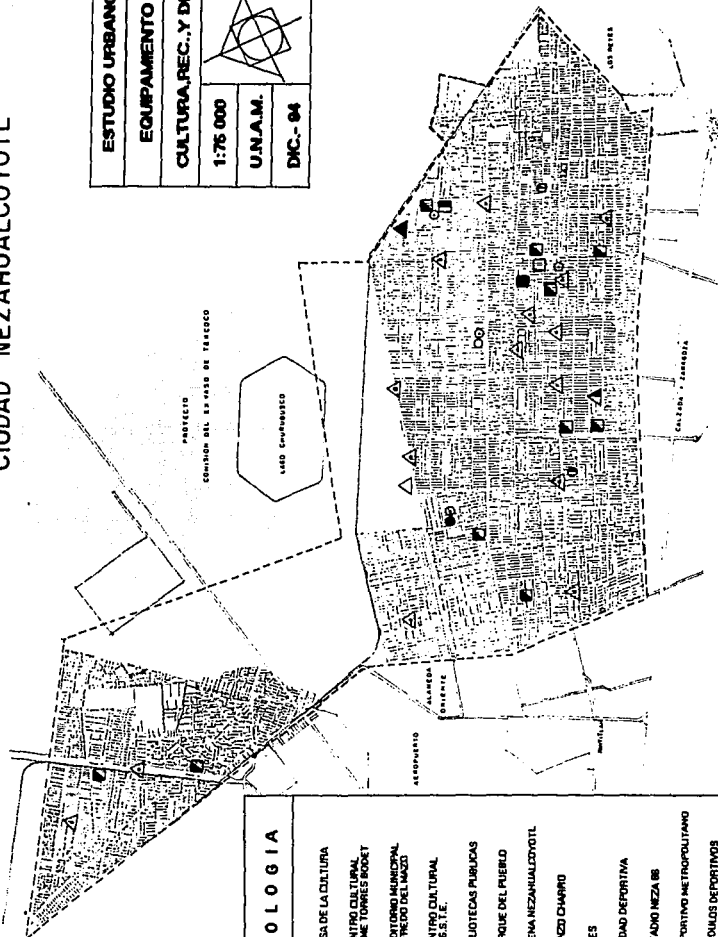 CIUDAD NEZAHUALCOYOTL
ESTUDIO URBANO
EQUIPAMIENTO
CULTURA,REC.,Y
1:75 000
U.N.A.M.
DIC.- 94
PROYECTO
COMISION DEL EX VASO DE TEXCOCO
LAGO CHURUBUSCO
LOS REYES
CALZADA ZARAGOZA
ALAMEDA
ORIENTE
AEROPUERTO
OLOGIA
SA DE LA CULTURA
NTRO CULTURAL
ME TORRES BODET
DITORIO MUNICIPAL
FREDO DEL MAZO
NTRO CULTURAL
S.S.T.E.
LIOTECAS PUBLICAS
RQUE DEL PUEBLO
ENA NEZAHUALCOYOTL
NZO CHARRO
ES
DAD DEPORTIVA
ADIO NEZA 86
PORTIVO METROPOLITANO
DULOS DEPORTIVOS